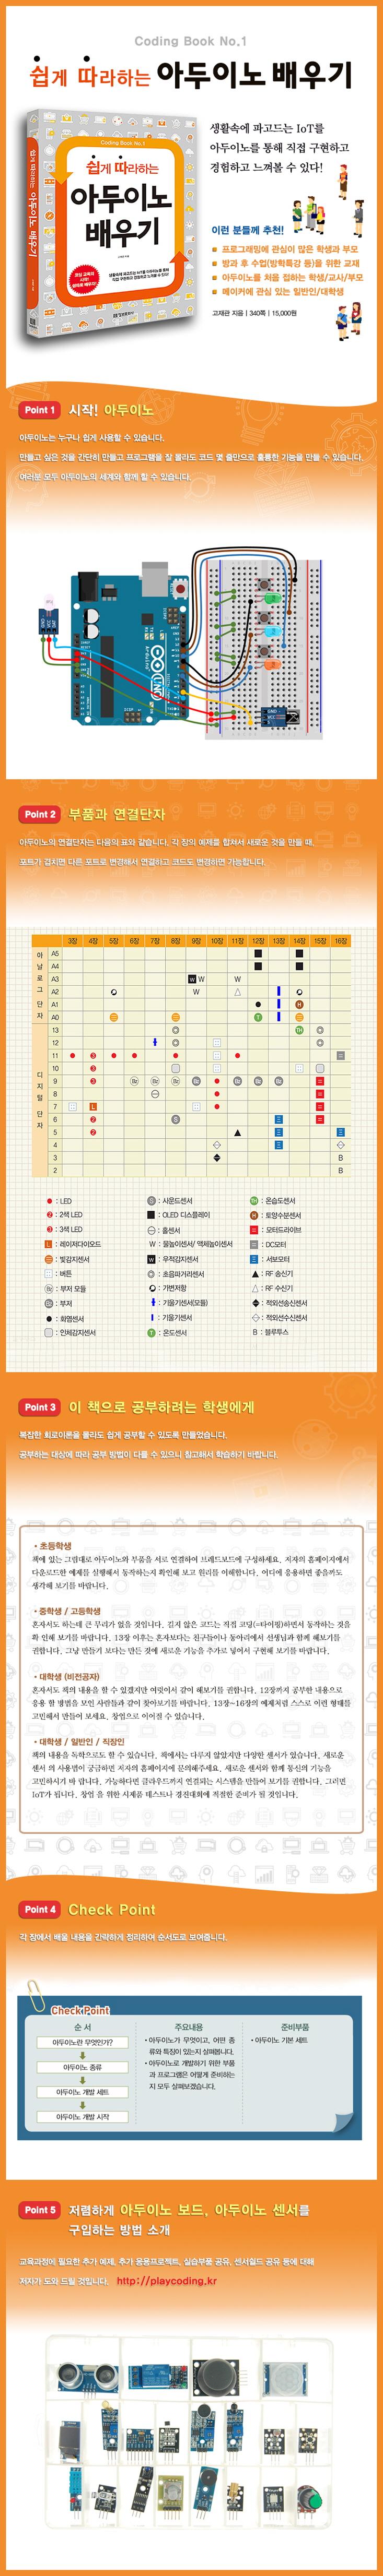 Coding Book No.1
쉽게 따라하는 아두이노 배우기
Coding Book No.1
쉽게 따라하는
아두이노
배우기
쉽게 따라하는 아두이노 배우기
생활속에 파고드는 IoT를
아두이노를 통해 직접 구현하고
경험하고 느껴볼 수 있다!
이런 분들께 추천!
프로그래밍에 관심이 많은 학생과 부모
방과 후 수업(방학특강 등)을 위한 교재
아두이노를 처음 접하는 학생/교사/부모
메이커에 관심 있는 일반인/대학생
고재관 지음 | 340쪽 | 15,000원
Point 1 시작! 아두이노
아두이노는 누구나 쉽게 사용할 수 있습니다.
만들고 싶은 것을 간단히 만들고 프로그램을 잘 몰라도 코드 몇 줄만으로 훌륭한 기능을 만들 수 있습니다.
여러분 모두 아두이노의 세계와 함께 할 수 있습니다.
Point 2 부품과 연결단자
아두이노의 연결단자는 다음의 표와 같습니다. 각 장의 예제를 합쳐서 새로운 것을 만들 때,
포트가 겹치면 다른 포트로 변경해서 연결하고 코드도 변경하면 가능합니다.
3장 4장 5장 6장 7장 8장 9장 10장 11장 12장 13장 14장 15장 16장
아날로그 단자
A5
A4
A3 W W W
A2 W
A1 H
A0 T
디지털 단자
13 TH
12
11 3
10 3
9 3 Bz Bz Bz Bz Bz Bz Bz
8
7 L
6 2 S
5 2
4
3 B
2 B
: LED
: 2색 LED
: 3색 LED
L : 레이저다이오드
: 빛감지센서
: 버튼
Bz : 부저 모듈
Bz : 부저
: 화염센서
: 인체감지센서
S : 사운드센서
: OLED 디스플레이
: 홀센서
W : 물높이센서/ 액체높이센서
W : 우적감지센서
: 초음파거리센서
: 가변저항
: 기울기센서(모듈)
: 기울기센서
T : 온도센서
TH : 온습도센서
H : 토양수분센서
: 모터드라이브
: DC모터
: 서보모터
: RF 송신기
: RF 수신기
: 적외선송신센서
: 적외선수신센서
B : 블루투스
Point 3 이 책으로 공부하려는 학생에게
복잡한 회로이론을 몰라도 쉽게 공부할 수 있도록 만들었습니다.
공부하는 대상에 따라 공부 방법이 다를 수 있으니 참고해서 학습하기 바랍니다.
• 초등학생
책에 있는 그림대로 아두이노와 부품을 서로 연결하여 브레드보드에 구성하세요. 저자의 홈페이지에서
다운로드한 예제를 실행해서 동작하는지 확인해 보고 원리를 이해합니다. 어디에 응용하면 좋을까도
생각해 보기를 바랍니다.
• 중학생 / 고등학생
혼자서도 하는데 큰 무리가 없을 것입니다. 길지 않은 코드는 직접 코딩(=타이핑)하면서 동작하는 것을
확 인해 보기를 바랍니다. 13장 이후는 혼자보다는 친구들이나 동아리에서 선생님과 함께 해보기를
권합니다. 그냥 만들기 보다는 만든 것에 새로운 기능을 추가로 넣어서 구현해 보기를 바랍니다.
• 대학생 (비전공자)
혼자서도 책의 내용을 할 수 있겠지만 여럿이서 같이 해보기를 권합니다. 12장까지 공부한 내용으로
응용 할 방법을 모인 사람들과 같이 찾아보기를 바랍니다. 13장~16장의 예제처럼 스스로 이런 형태를
고민해서 만들어 보세요. 창업으로 이어질 수 있습니다.
• 대학생 / 일반인 / 직장인
책의 내용을 독학으로도 할 수 있습니다. 책에서는 다루지 않았지만 다양한 센서가 있습니다. 새로운
센서 의 사용법이 궁금하면 저자의 홈페이지에 문의해주세요. 새로운 센서와 함께 통신의 기능을
고민하시기 바 랍니다. 가능하다면 클라우드까지 연결되는 시스템을 만들어 보기를 권합니다. 그러면
IoT가 됩니다. 창업 을 위한 시제품 테스트나 경진대회에 적절한 준비가 될 것입니다.
Point 4 Check Point
각 장에서 배울 내용을 간략하게 정리하여 순서도로 보여줍니다.
Check Point
순 서
아두이노란 무엇인가?
아두이노 종류
아두이노 개발 세트
아두이노 개발 시작
주요내용
• 아두이노가 무엇이고, 어떤 종
류와 특징이 있는지 살펴봅니다.
• 아두이노로 개발하기 위한 부품
과 프로그램은 어떻게 준비하는
지 모두 살펴보겠습니다.
준비부품
• 아두이노 기본 세트
Point 5 저렴하게 아두이노 보드, 아두이노 센서를
구입하는 방법 소개
교육과정에 필요한 추가 예제, 추가 응용프로젝트, 실습부품 공유, 센서쉴드 공유 등에 대해
저자가 도와 드릴 것입니다. http://playcoding.kr